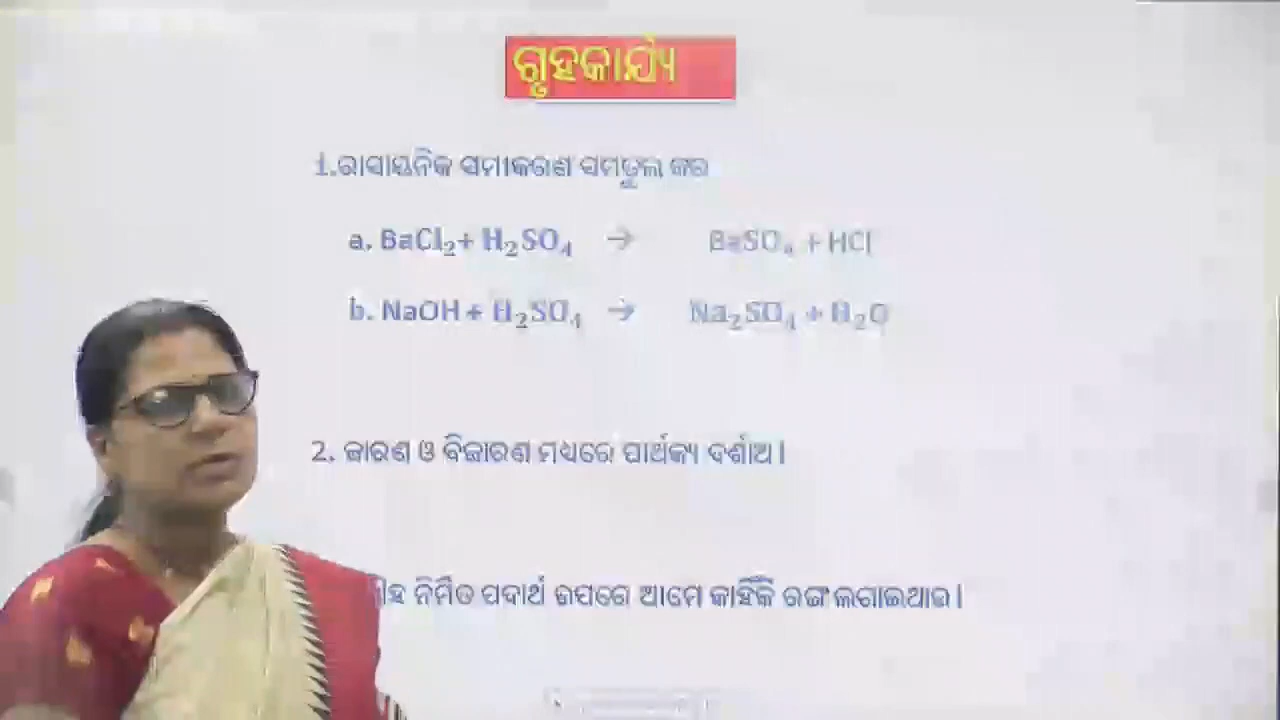 ଗୃହକାର୍ଯ୍ୟ
1.ରାସାୟନିକ ସମୀକରଣ ସମତୁଲ କର
a. BaCl₂+ H₂SO₄ → BaSO₄ + HCl
b. NaOH + H₂SO₄ → Na₂SO₄ + H₂O
2. ଜାରଣ ଓ ବିଜାରଣ ମଧ୍ୟରେ ପାର୍ଥକ୍ୟ ଦର୍ଶାଅ ।
ନିର୍ମିତ ପଦାର୍ଥ ଉପରେ ଆମେ କାହିଁକି ରଙ୍ଗ ଲଗାଇଥାଉ ।